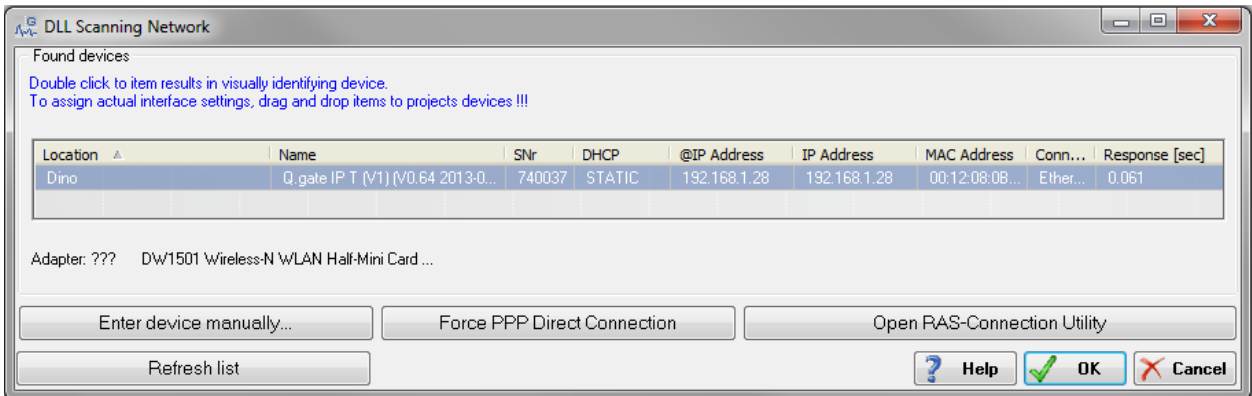 DLL Scanning Network
Found devices
Double click to item results in visually identifying device.
To assign actual interface settings, drag and drop items to projects devices !!!
Location Name SNr DHCP @IP Address IP Address MAC Address Conn... Response [sec]
Dino Q.gate IP T (V1) (V0.64 2013-0... 740037 STATIC 192.168.1.28 192.168.1.28 00:12:08:0B... Ether... 0.061
Adapter: ??? DW1501 Wireless-N WLAN Half-Mini Card ...
Enter device manually... Force PPP Direct Connection Open RAS-Connection Utility
Refresh list Help OK Cancel